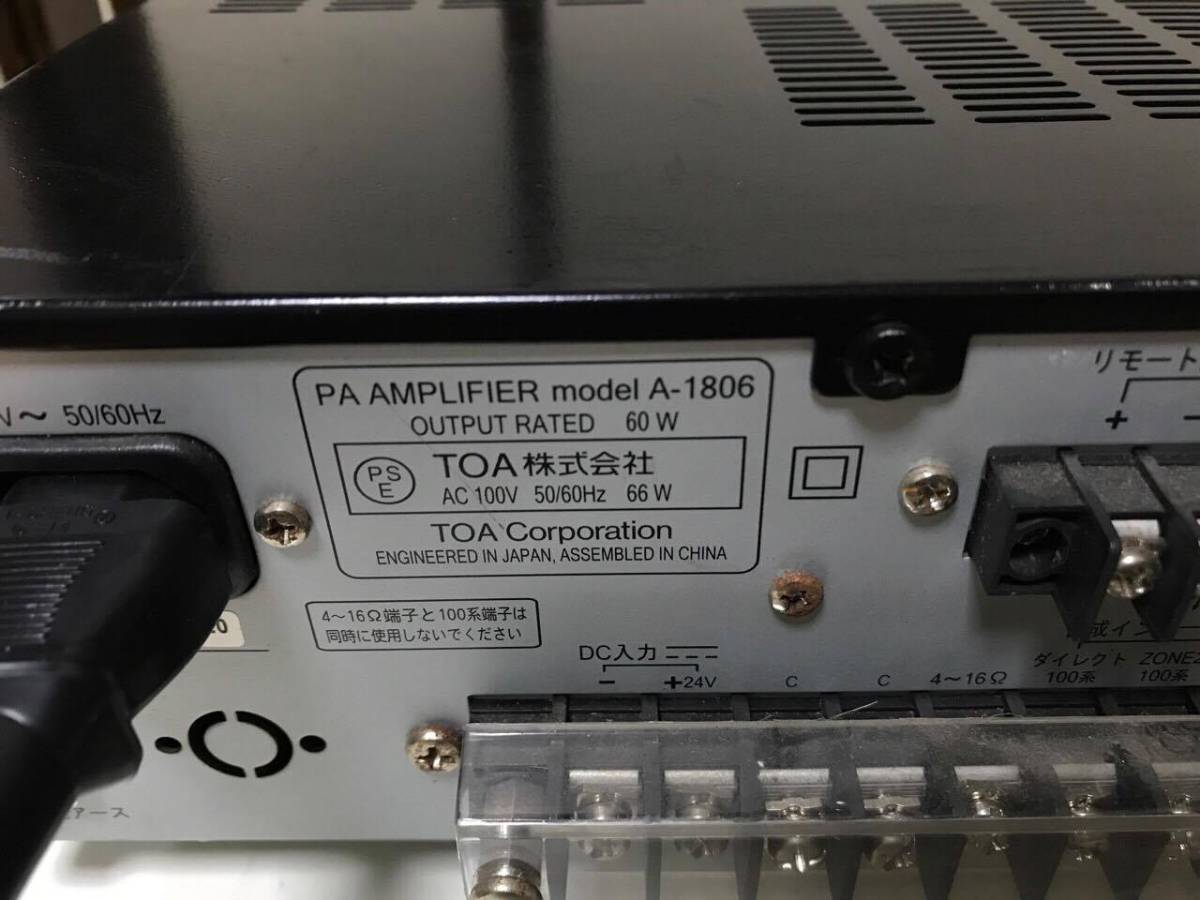 V～ 50/60Hz
PA AMPLIFIER model A-1806
OUTPUT RATED 60 W
PS
E
TOA株式会社
AC 100V 50/60Hz 66 W
TOA Corporation
ENGINEERED IN JAPAN, ASSEMBLED IN CHINA
4～16Ω端子と100系端子は
同時に使用しないでください
リモート
+ −
DC入力
− +24V C C 4～16Ω
ダイレクト
100系
ZONE2
100系
アース